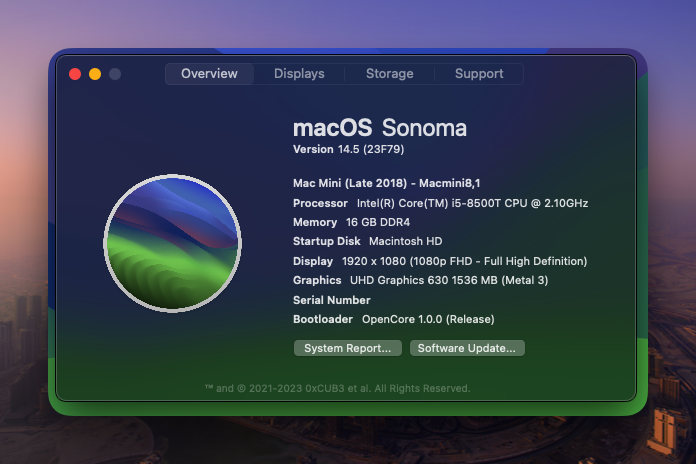 Overview Displays Storage Support
macOS Sonoma
Version 14.5 (23F79)
Mac Mini (Late 2018) - Macmini8,1
Processor Intel(R) Core(TM) i5-8500T CPU @ 2.10GHz
Memory 16 GB DDR4
Startup Disk Macintosh HD
Display 1920 x 1080 (1080p FHD - Full High Definition)
Graphics UHD Graphics 630 1536 MB (Metal 3)
Serial Number
Bootloader OpenCore 1.0.0 (Release)
System Report... Software Update...
™ and © 2021-2023 0xCUB3 et al. All Rights Reserved.